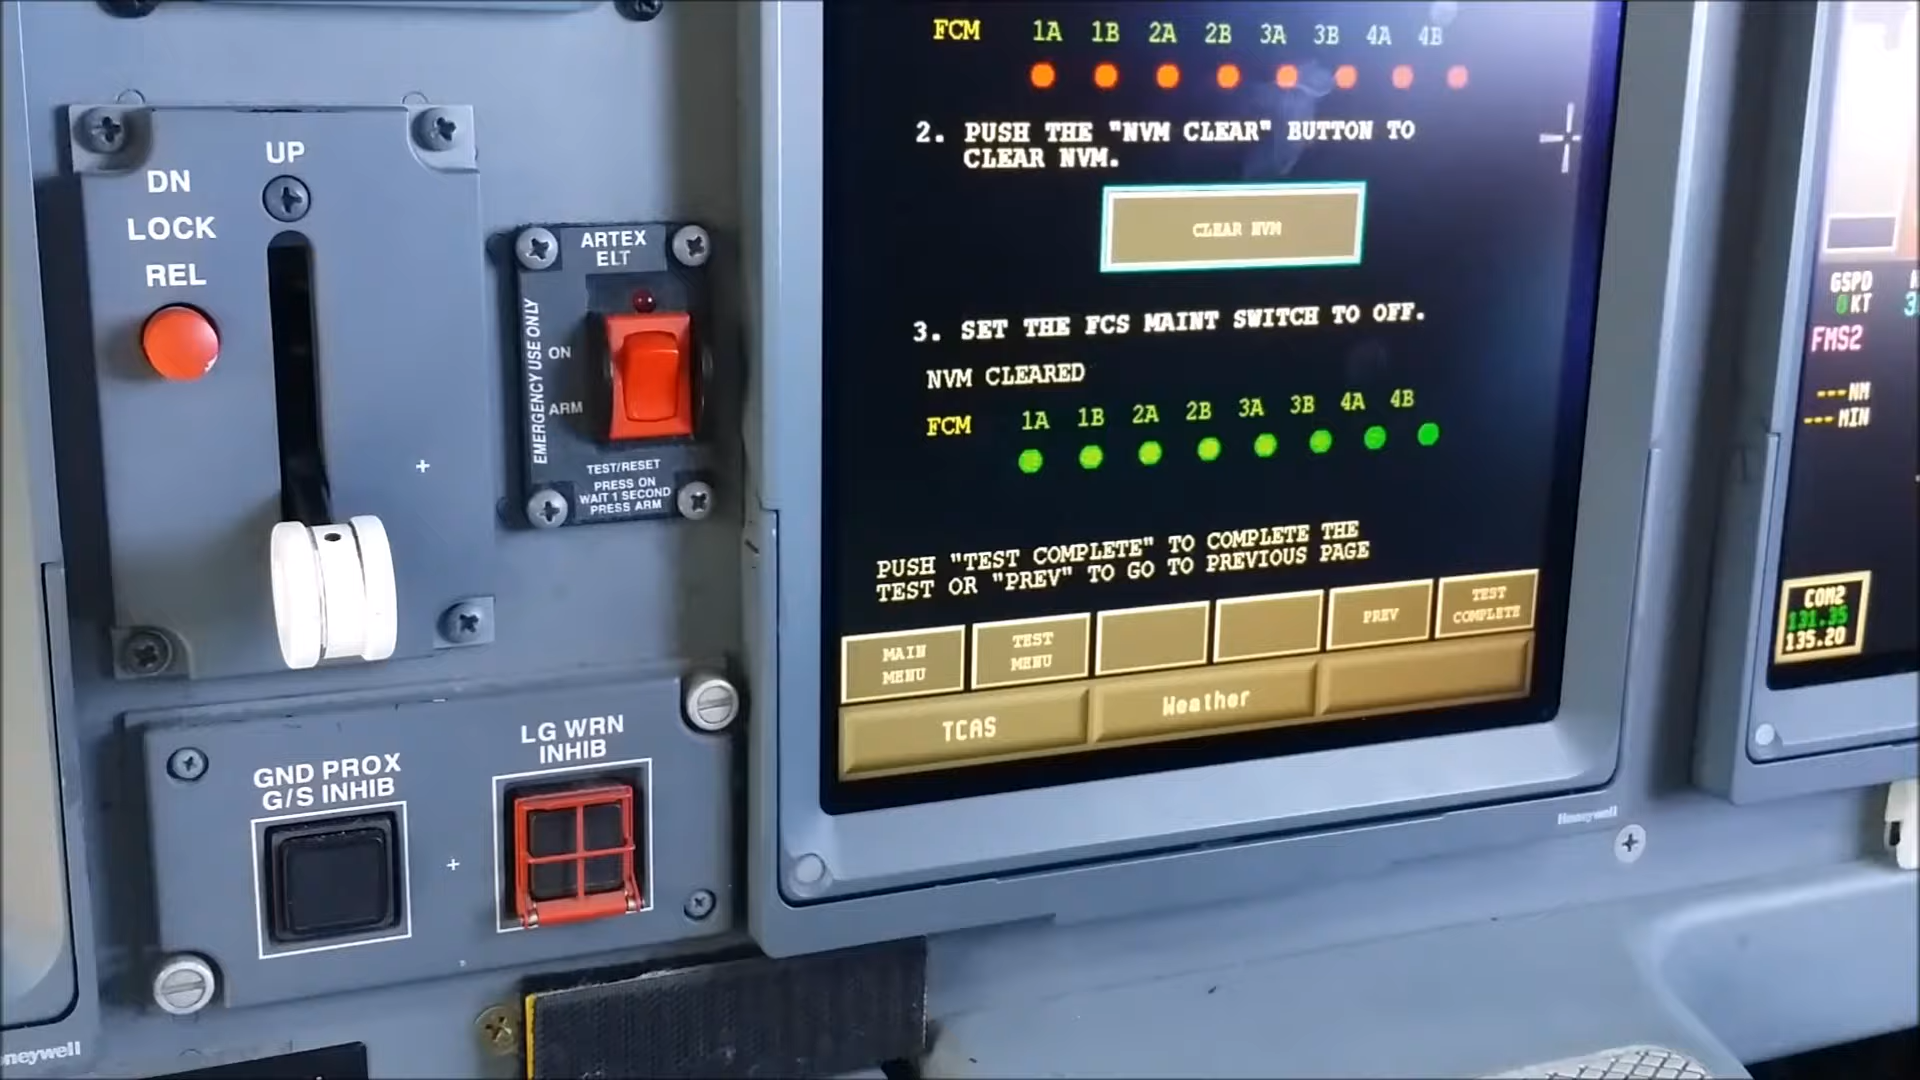 UP
DN
LOCK
REL
ARTEX
ELT
EMERGENCY USE ONLY
ON
ARM
TEST/RESET
PRESS ON
WAIT 1 SECOND
PRESS ARM
GND PROX
G/S INHIB
LG WRN
INHIB
FCM 1A 1B 2A 2B 3A 3B 4A 4B
2. PUSH THE "NVM CLEAR" BUTTON TO
CLEAR NVM.
CLEAR NVM
3. SET THE FCS MAINT SWITCH TO OFF.
NVM CLEARED
FCM 1A 1B 2A 2B 3A 3B 4A 4B
PUSH "TEST COMPLETE" TO COMPLETE THE
TEST OR "PREV" TO GO TO PREVIOUS PAGE
MAIN
MENU
TEST
MENU
PREV
TEST
COMPLETE
TCAS
Weather
Honeywell
GSPD
0KT
FMS2
---NM
---MIN
COM2
131.35
135.20
neywell